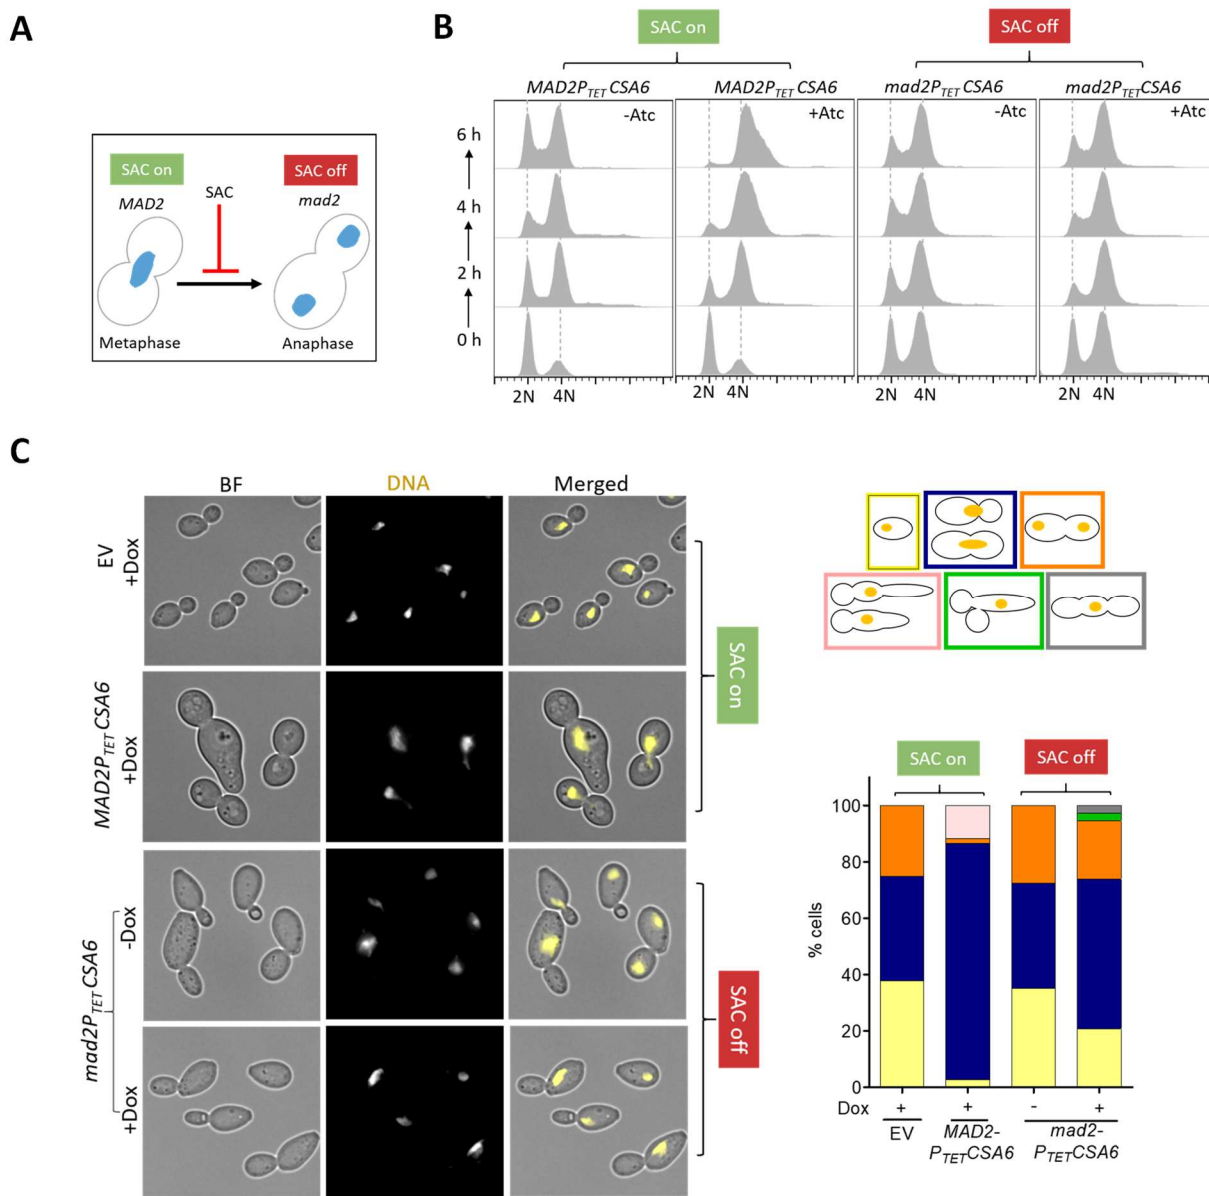 A
SAC on
SAC off
MAD2
SAC
mad2
Metaphase
Anaphase
B
SAC on
SAC off
MAD2P_TET CSA6
MAD2P_TET CSA6
mad2P_TET CSA6
mad2P_TET CSA6
-Atc
+Atc
-Atc
+Atc
6 h
4 h
2 h
0 h
2N 4N
2N 4N
2N 4N
2N 4N
C
BF
DNA
Merged
EV
+Dox
MAD2P_TET CSA6
+Dox
SAC on
mad2P_TET CSA6
-Dox
+Dox
SAC off
SAC on
SAC off
% cells
100
80
60
40
20
0
Dox + + - +
EV
MAD2-
P_TET CSA6
mad2-
P_TET CSA6